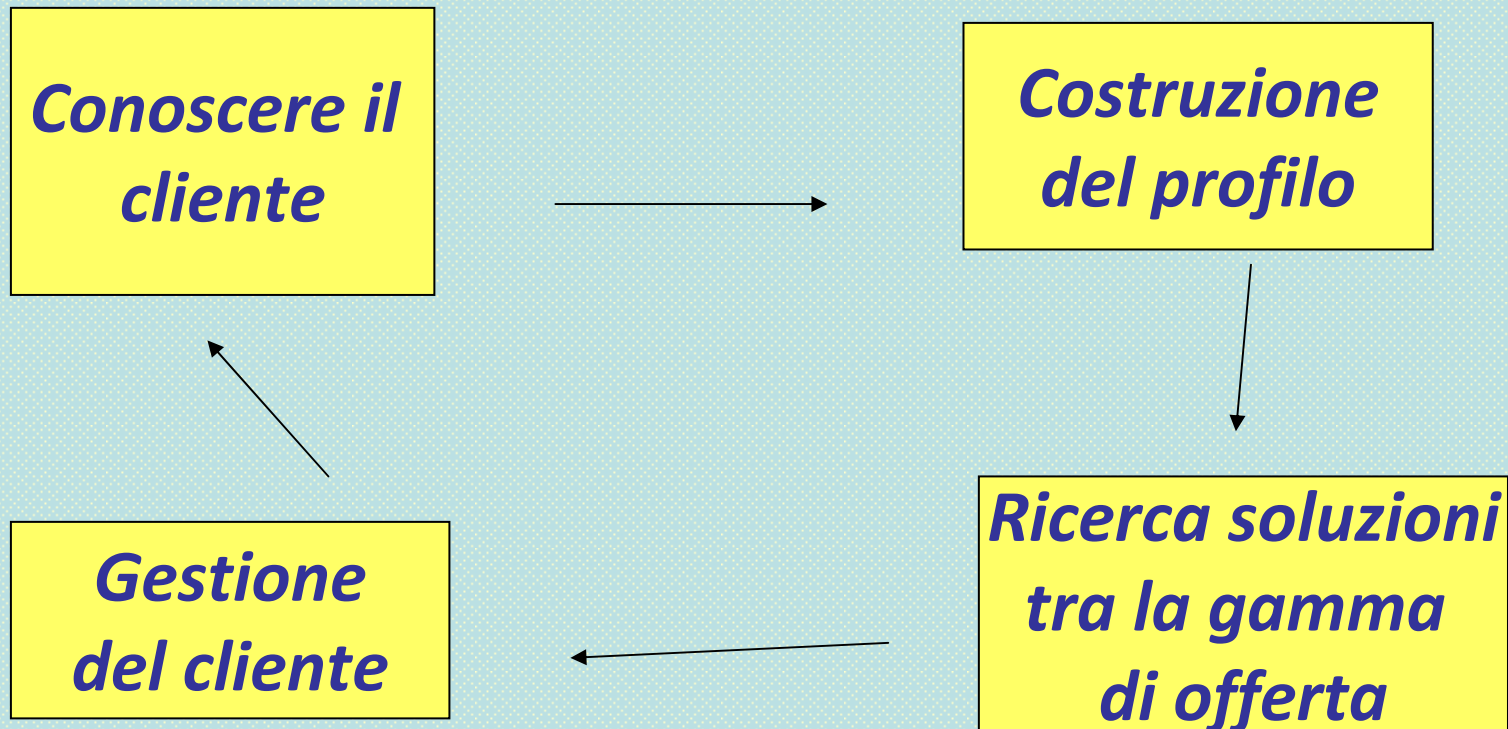 Conoscere il
cliente
Costruzione
del profilo
Gestione
del cliente
Ricerca soluzioni
tra la gamma
di offerta